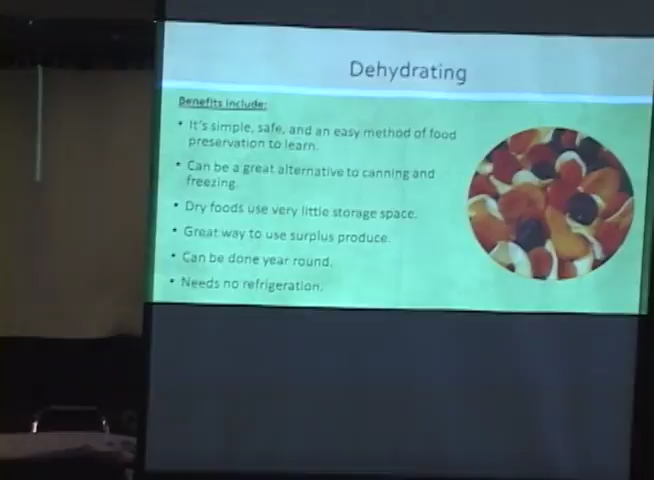 Dehydrating
Benefits include:
• It's simple, safe, and an easy method of food
preservation to learn.
• Can be a great alternative to canning and
freezing.
• Dry foods use very little storage space.
• Great way to use surplus produce.
• Can be done year round.
• Needs no refrigeration.